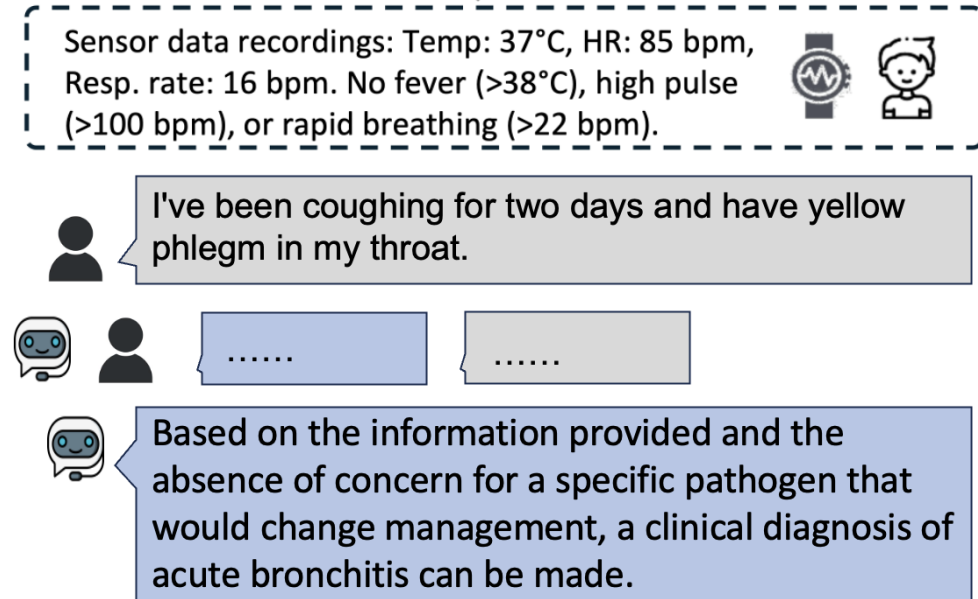 Sensor data recordings: Temp: 37°C, HR: 85 bpm,
Resp. rate: 16 bpm. No fever (>38°C), high pulse
(>100 bpm), or rapid breathing (>22 bpm).
I've been coughing for two days and have yellow
phlegm in my throat.
......
......
Based on the information provided and the
absence of concern for a specific pathogen that
would change management, a clinical diagnosis of
acute bronchitis can be made.